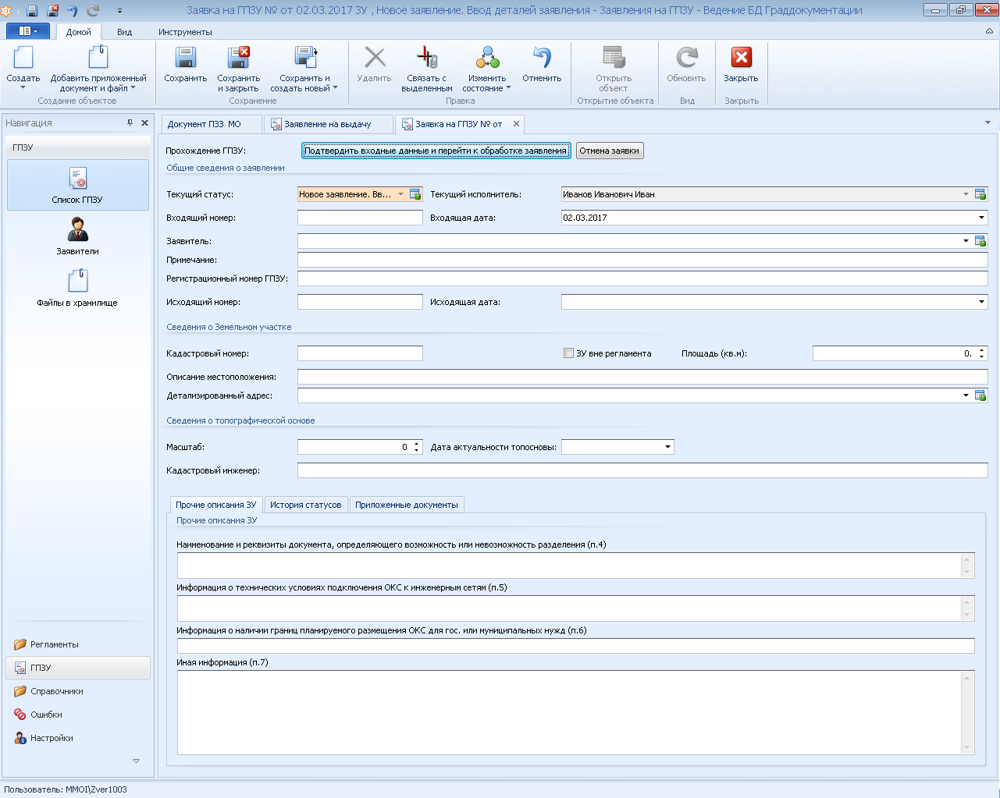 Заявка на ГПЗУ № от 02.03.2017 ЗУ , Новое заявление. Ввод деталей заявления - Заявления на ГПЗУ - Ведение БД Граддокументации
Домой Вид Инструменты
Создать
Добавить приложенный документ и файл
Создание объектов
Сохранить
Сохранить и закрыть
Сохранить и создать новый
Сохранение
Удалить
Связать с выделенным
Изменить состояние
Отменить
Правка
Открыть объект
Открытие объекта
Обновить
Вид
Закрыть
Закрыть
Навигация
ГПЗУ
Список ГПЗУ
Заявители
Файлы в хранилище
Регламенты
ГПЗУ
Справочники
Ошибки
Настройки
Документ ПЗЗ МО
Заявление на выдачу
Заявка на ГПЗУ № от
Прохождение ГПЗУ: Подтвердить входные данные и перейти к обработке заявления Отмена заявки
Общие сведения о заявлении
Текущий статус: Новое заявление. Вв... Текущий исполнитель: Иванов Иванович Иван
Входящий номер: Входящая дата: 02.03.2017
Заявитель:
Примечание:
Регистрационный номер ГПЗУ:
Исходящий номер: Исходящая дата:
Сведения о Земельном участке
Кадастровый номер: ЗУ вне регламента Площадь (кв.м): 0.
Описание местоположения:
Детализированный адрес:
Сведения о топографической основе
Масштаб: 0 Дата актуальности топосновы:
Кадастровый инженер:
Прочие описания ЗУ История статусов Приложенные документы
Прочие описания ЗУ
Наименование и реквизиты документа, определяющего возможность или невозможность разделения (п.4)
Информация о технических условиях подключения ОКС к инженерным сетям (п.5)
Информация о наличии границ планируемого размещения ОКС для гос. или муниципальных нужд (п.6)
Иная информация (п.7)
Пользователь: MMOI\Zver1003